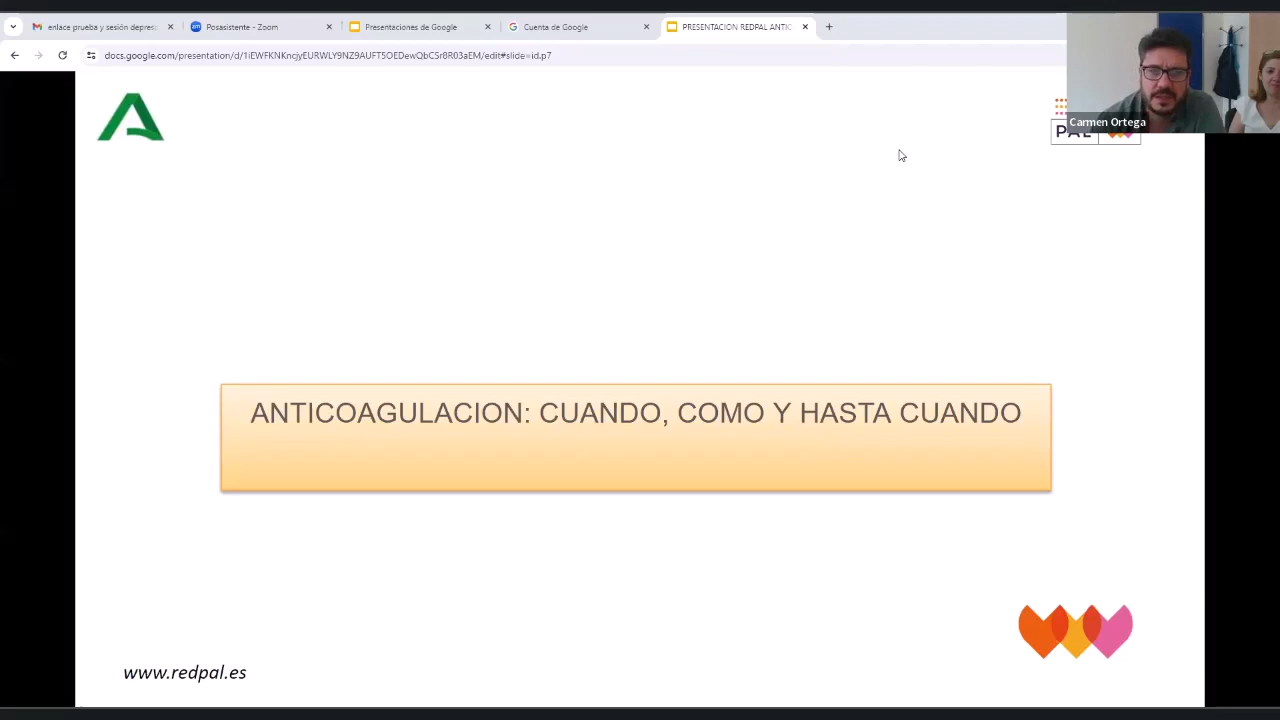 enlace prueba y sesión depres
Posasistente - Zoom
Presentaciones de Google
Cuenta de Google
PRESENTACION REDPAL ANTIC
docs.google.com/presentation/d/1iEWFKNKncjyEURWLY9NZ9AUFT5OEDewQbCSr8R03aEM/edit#slide=id.p7
Carmen Ortega
PAL
ANTICOAGULACION: CUANDO, COMO Y HASTA CUANDO
www.redpal.es